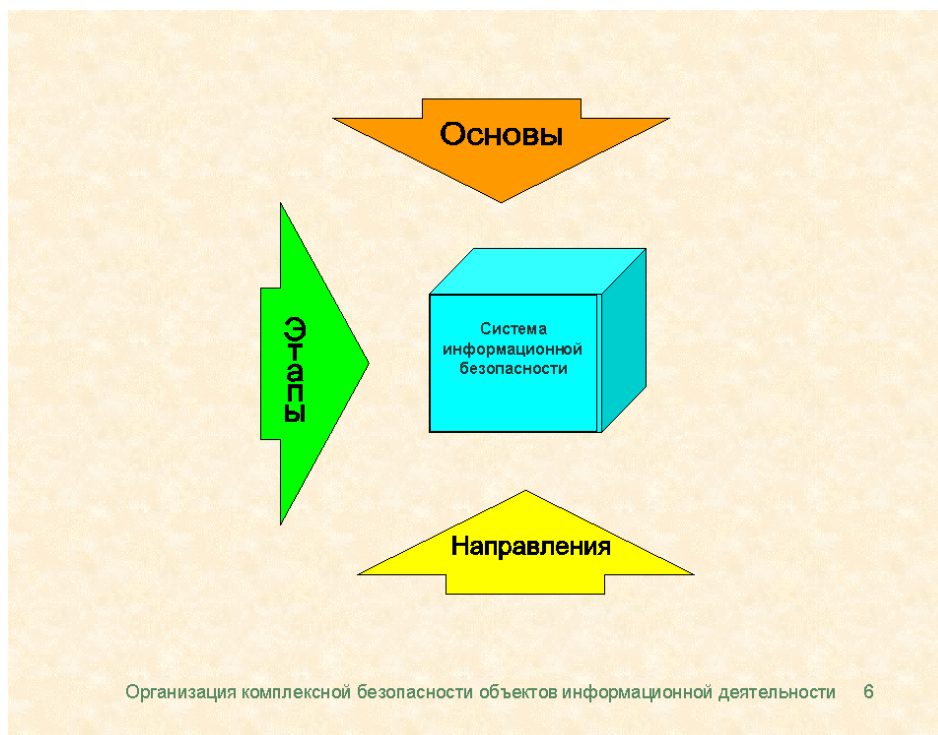 Основы
Этапы
Система
информационной
безопасности
Направления
Организация комплексной безопасности объектов информационной деятельности 6